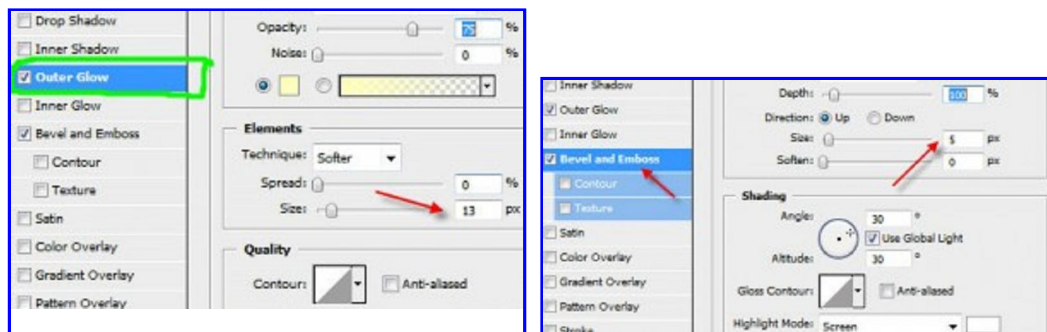 Drop Shadow
Inner Shadow
Outer Glow
Inner Glow
Bevel and Emboss
Contour
Texture
Satin
Color Overlay
Gradient Overlay
Pattern Overlay
Opacity: 75 %
Noise: 0 %
Elements
Technique: Softer
Spread: 0 %
Size: 13 px
Quality
Contour: Anti-aliased
Inner Shadow
Outer Glow
Inner Glow
Bevel and Emboss
Contour
Texture
Satin
Color Overlay
Gradient Overlay
Pattern Overlay
Stroke
Depth: 100 %
Direction: Up Down
Size: 5 px
Soften: 0 px
Shading
Angle: 30 °
Use Global Light
Altitude: 30 °
Gloss Contour: Anti-aliased
Highlight Mode: Screen